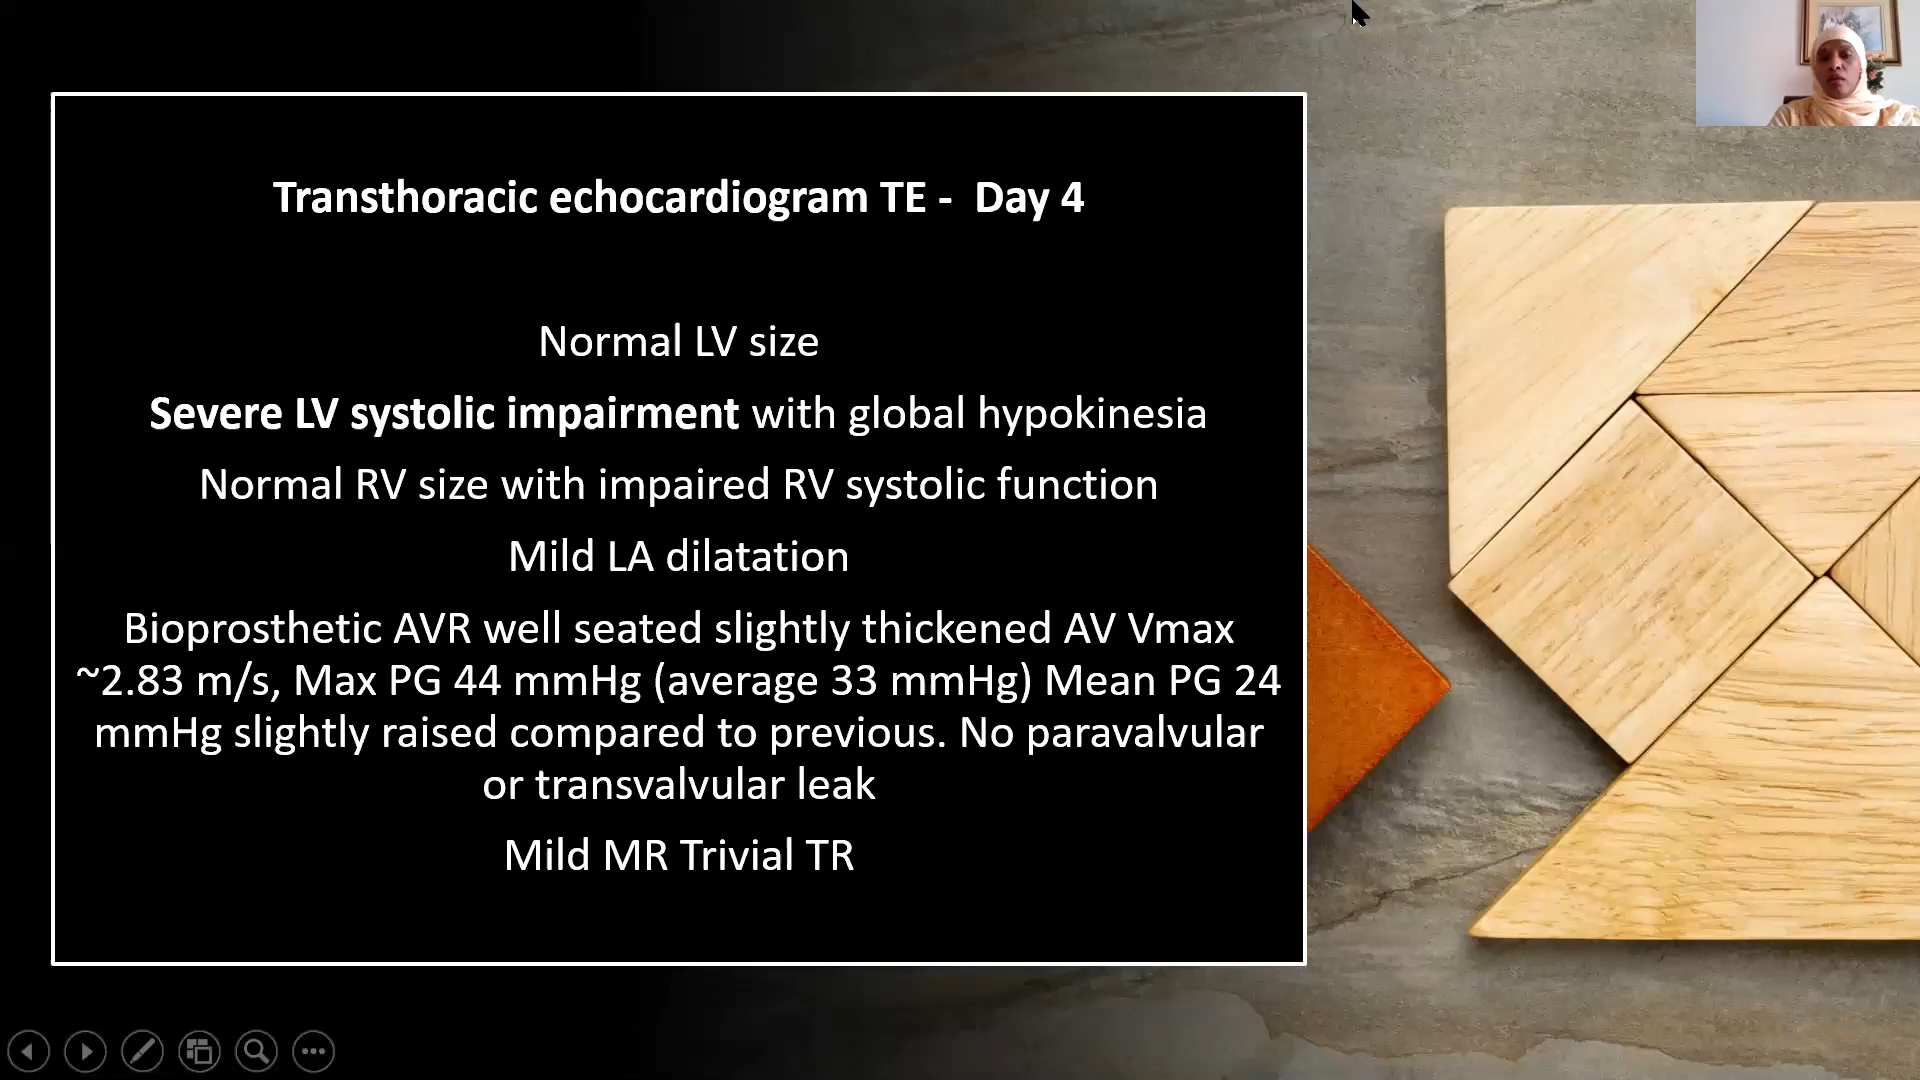 Transthoracic echocardiogram TE - Day 4
Normal LV size
Severe LV systolic impairment with global hypokinesia
Normal RV size with impaired RV systolic function
Mild LA dilatation
Bioprosthetic AVR well seated slightly thickened AV Vmax
~2.83 m/s, Max PG 44 mmHg (average 33 mmHg) Mean PG 24
mmHg slightly raised compared to previous. No paravalvular
or transvalvular leak
Mild MR Trivial TR